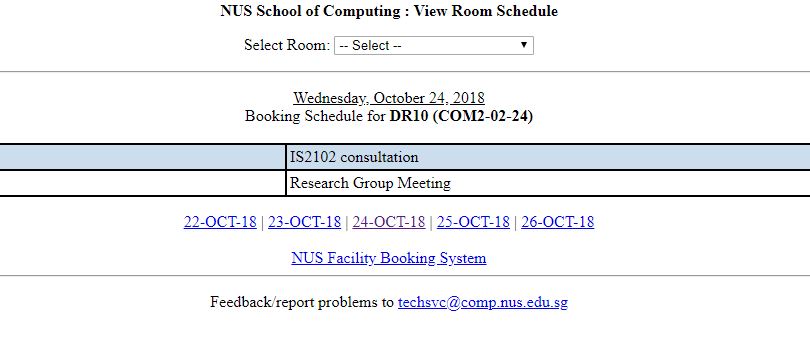 NUS School of Computing : View Room Schedule
Select Room: -- Select --
Wednesday, October 24, 2018
Booking Schedule for DR10 (COM2-02-24)
IS2102 consultation
Research Group Meeting
22-OCT-18 | 23-OCT-18 | 24-OCT-18 | 25-OCT-18 | 26-OCT-18
NUS Facility Booking System
Feedback/report problems to techsvc@comp.nus.edu.sg